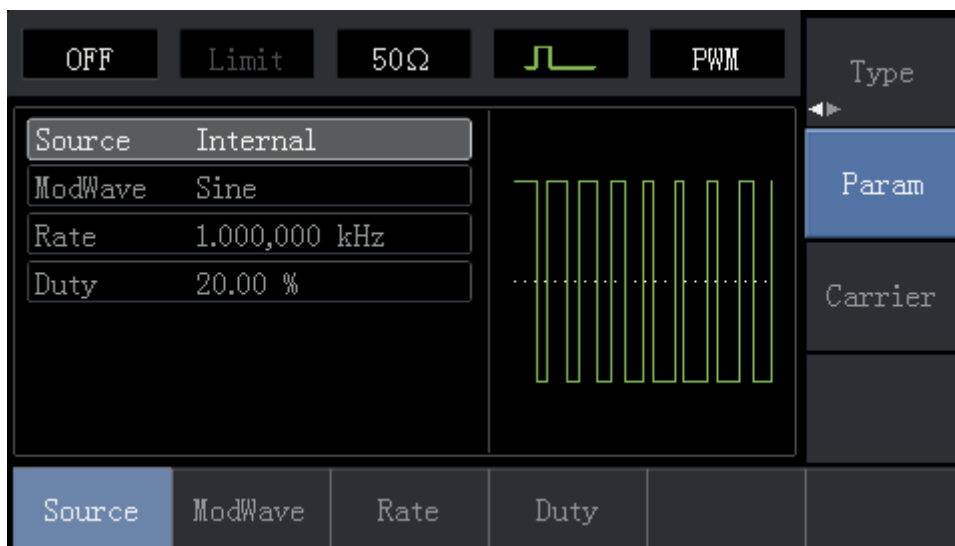 OFF Limit 50Ω PWM
Type
Source Internal
ModWave Sine
Rate 1.000,000 kHz
Duty 20.00 %
Param
Carrier
Source ModWave Rate Duty